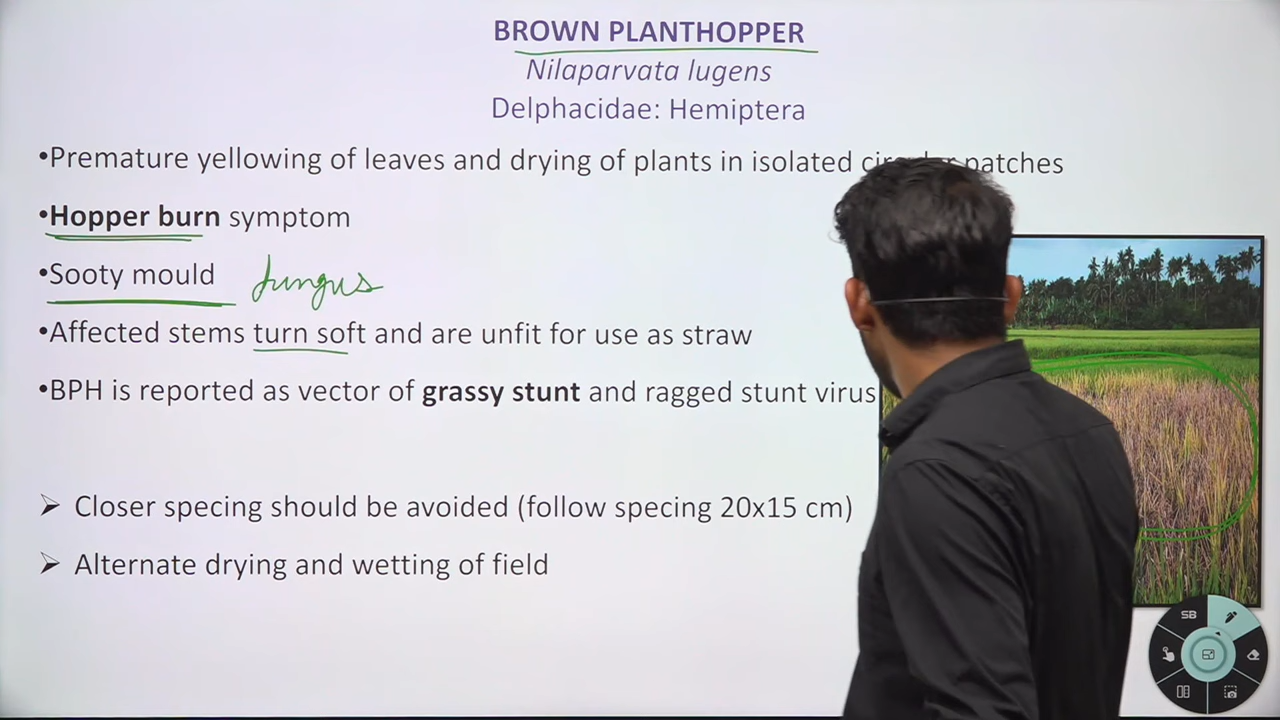 BROWN PLANTHOPPER
Nilaparvata lugens
Delphacidae: Hemiptera
•Premature yellowing of leaves and drying of plants in isolated patches
•Hopper burn symptom
•Sooty mould fungus
•Affected stems turn soft and are unfit for use as straw
•BPH is reported as vector of grassy stunt and ragged stunt virus
➢ Closer specing should be avoided (follow specing 20x15 cm)
➢ Alternate drying and wetting of field
SB